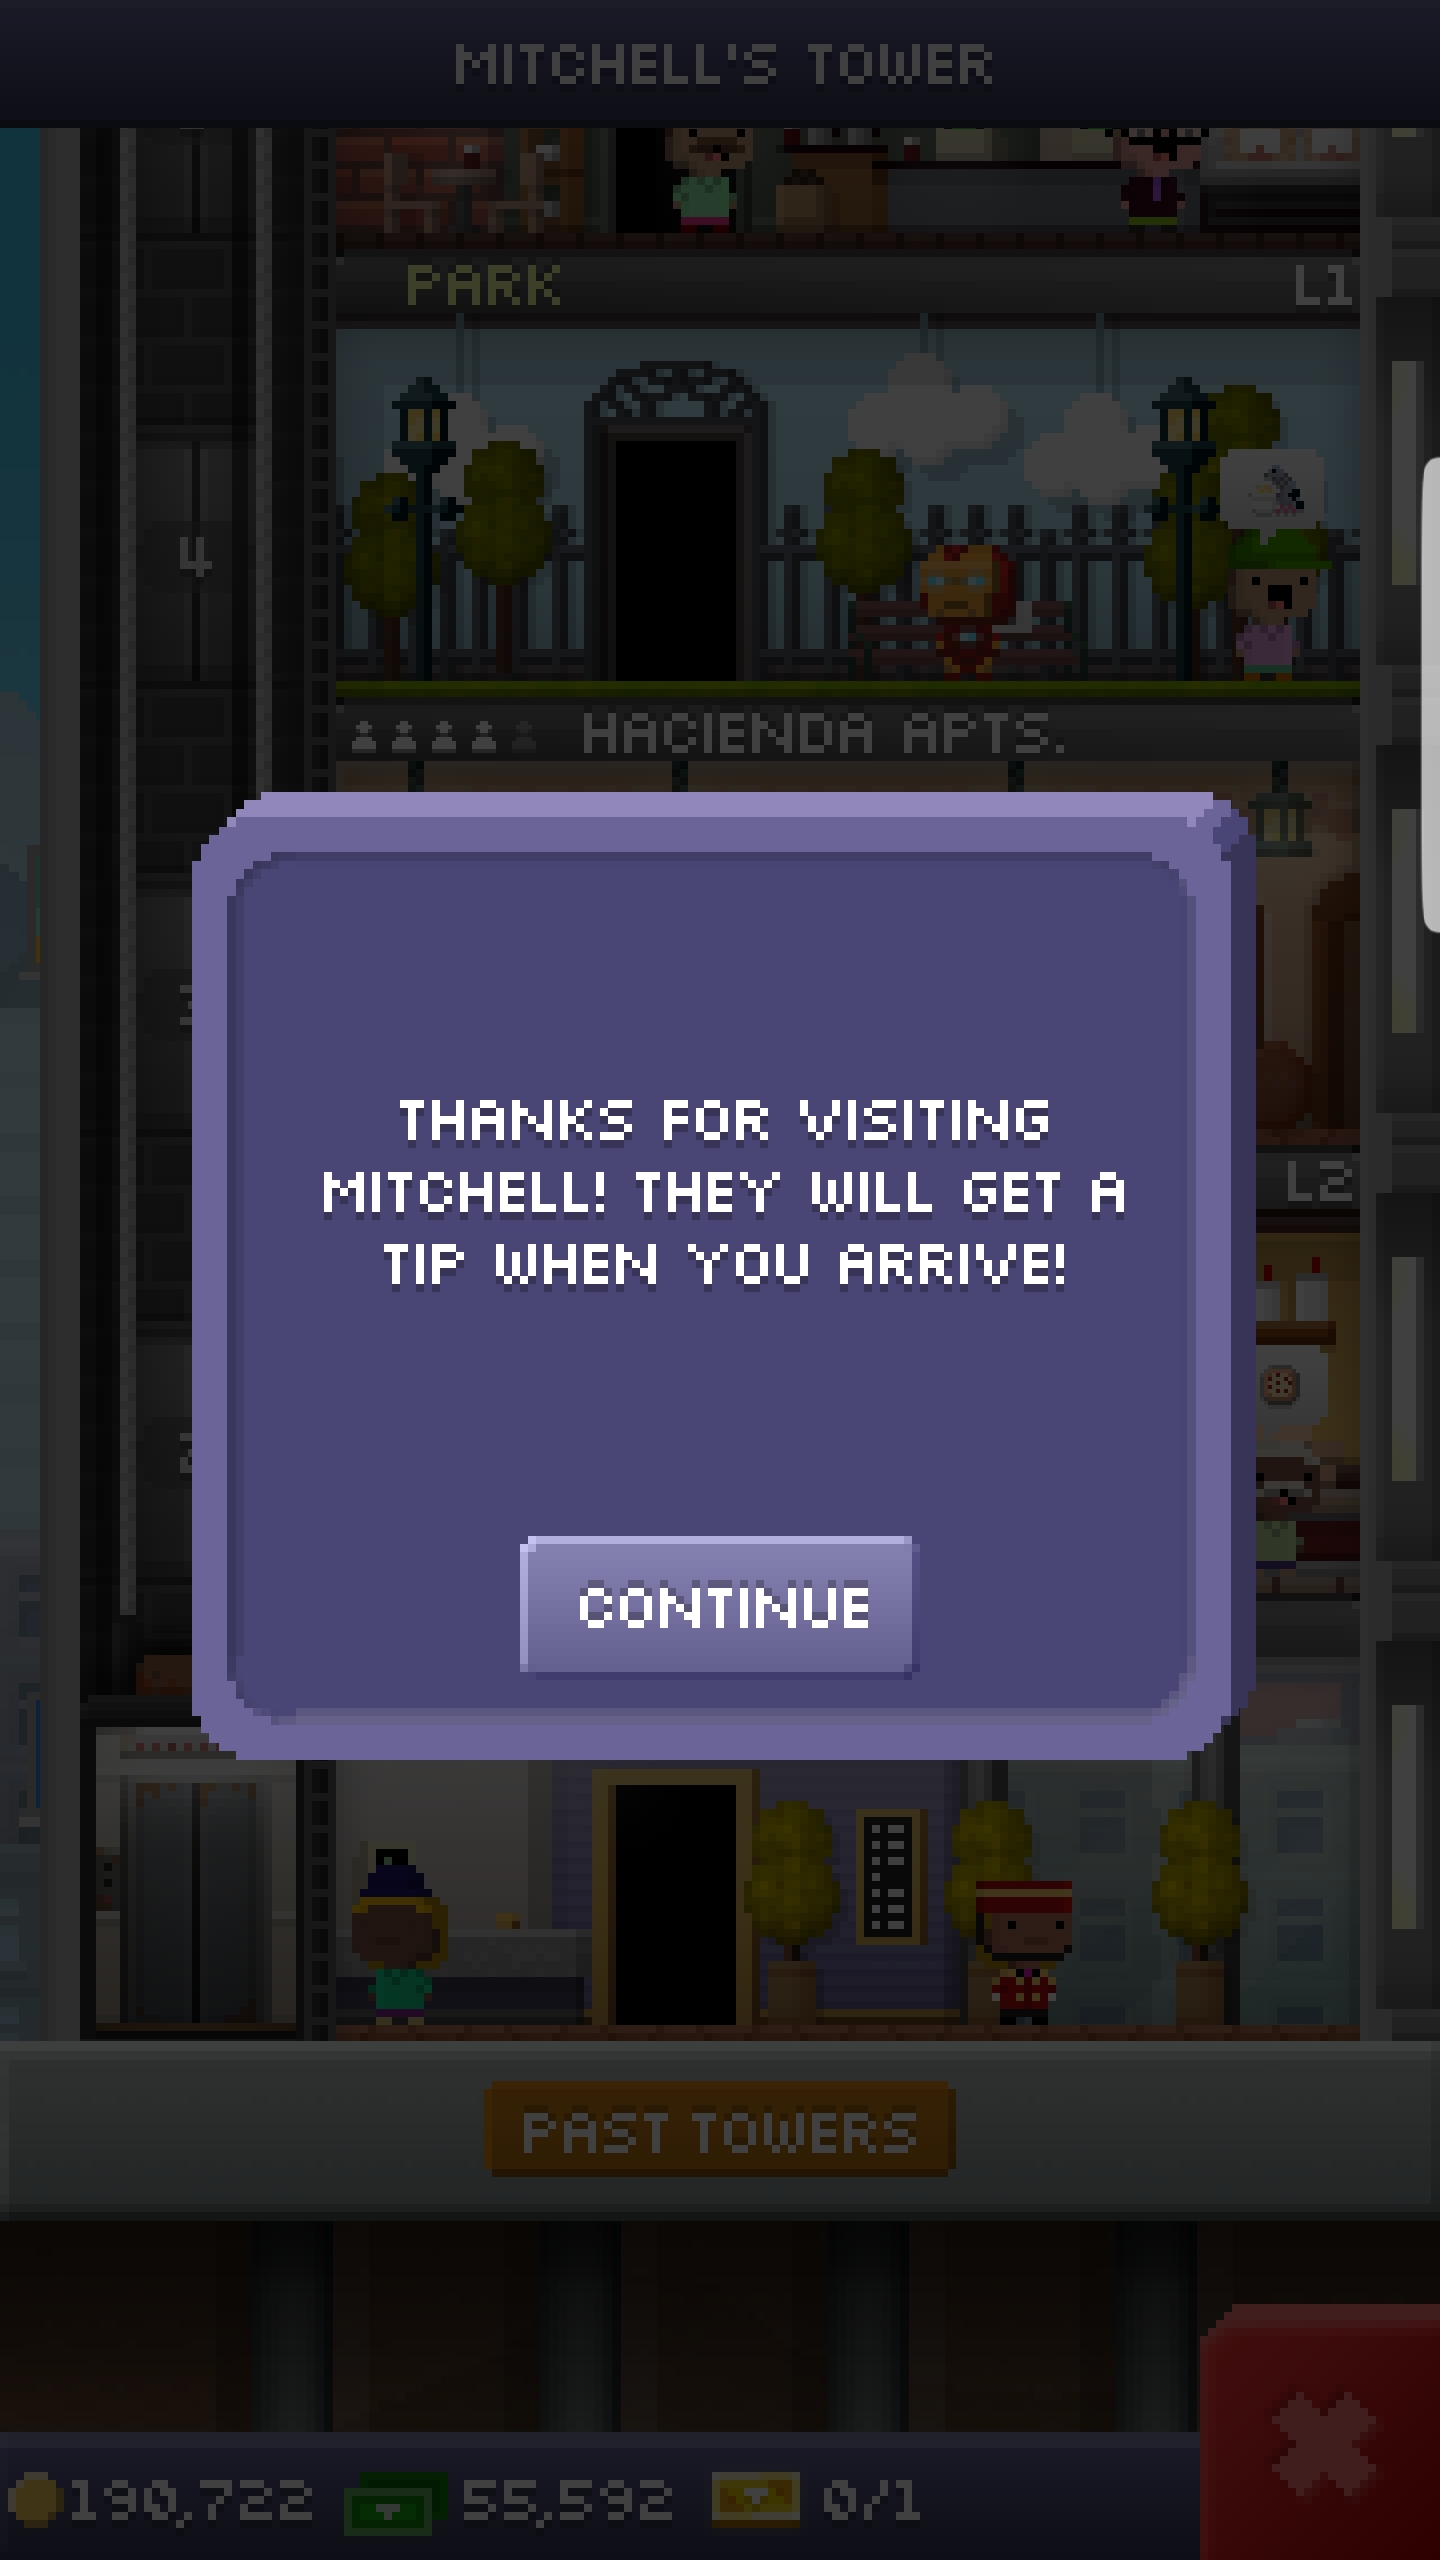 MITCHELL'S TOWER
PARK L1
4
HACIENDA APTS.
THANKS FOR VISITING
MITCHELL! THEY WILL GET A
TIP WHEN YOU ARRIVE!
L2
CONTINUE
PAST TOWERS
190,722 55,592 0/1